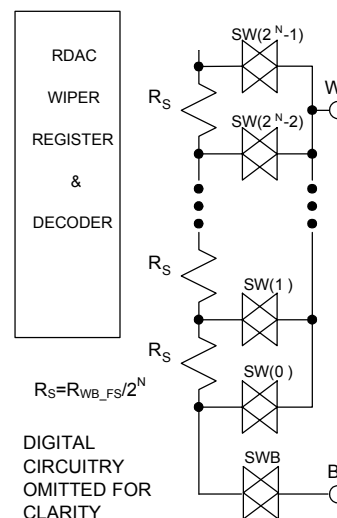 SW(2^N-1)
RDAC
WIPER
REGISTER
&
DECODER
R_S
W
SW(2^N-2)
R_S
SW(1)
R_S
SW(0)
R_S=R_WB_FS/2^N
SWB
B
DIGITAL
CIRCUITRY
OMITTED FOR
CLARITY